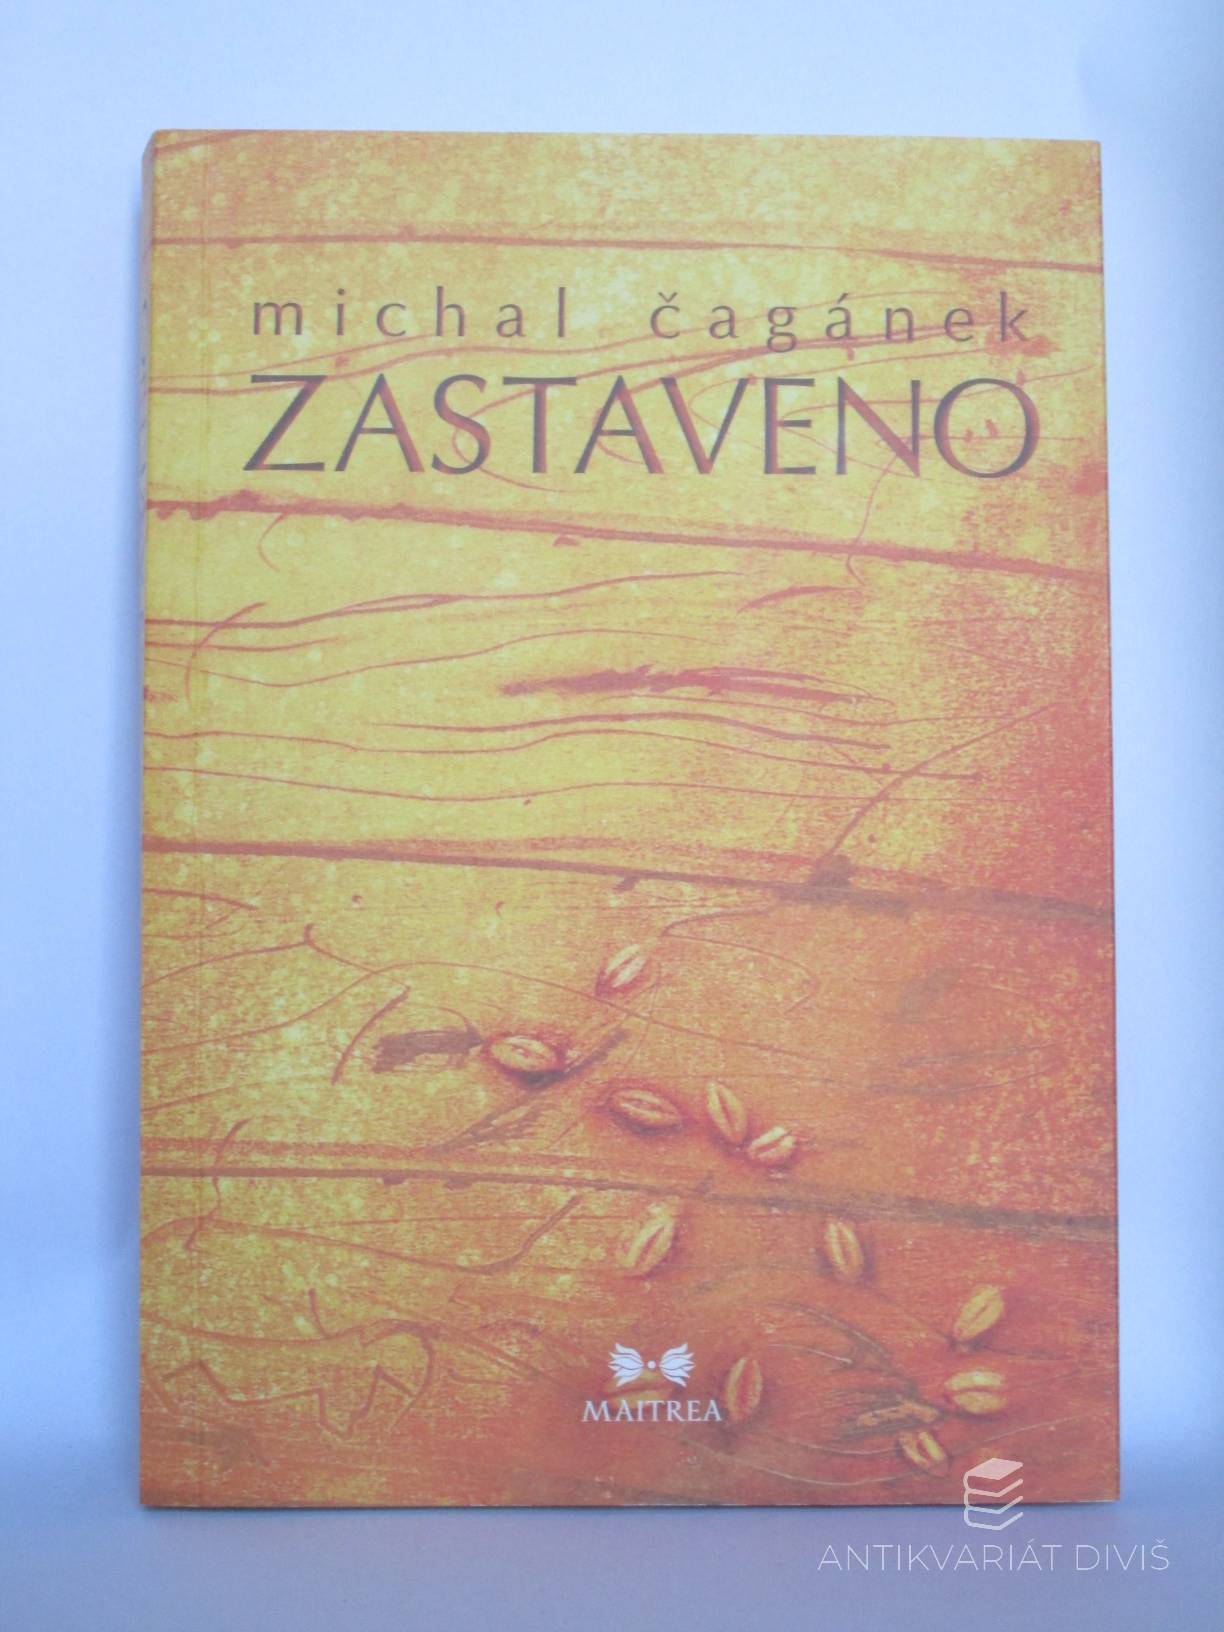 michal čagánek
ZASTAVENO
MAITREA
ANTIKVARIÁT DIVIŠ